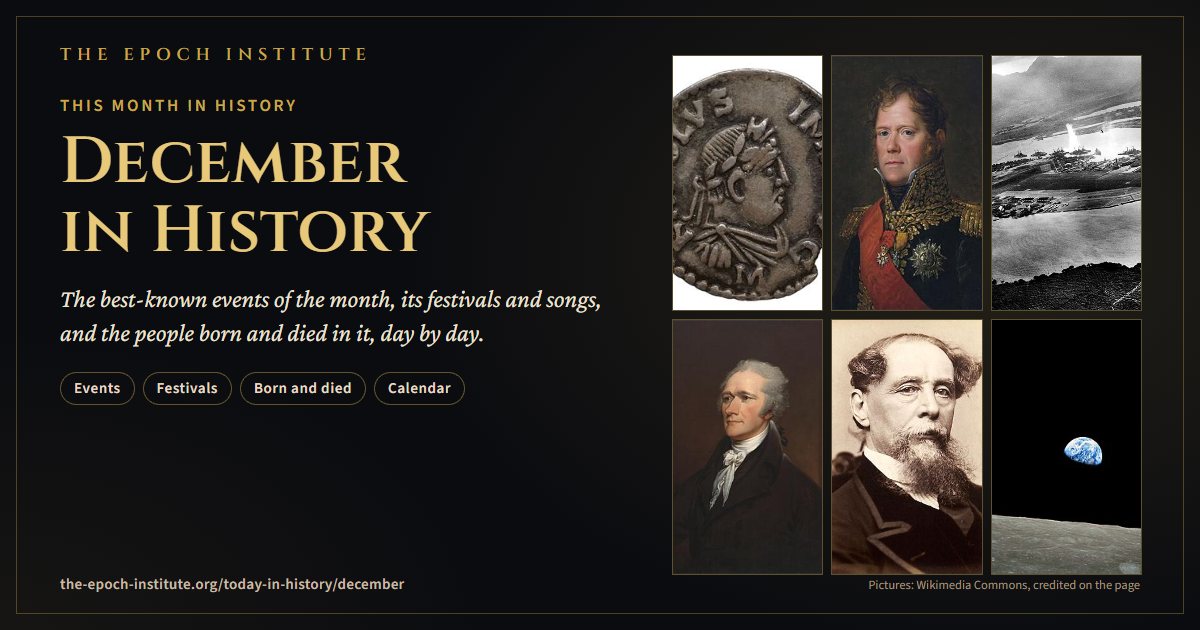 THE EPOCH INSTITUTE
THIS MONTH IN HISTORY
DECEMBER
IN HISTORY
The best-known events of the month, its festivals and songs,
and the people born and died in it, day by day.
Events
Festivals
Born and died
Calendar
the-epoch-institute.org/today-in-history/december
Pictures: Wikimedia Commons, credited on the page